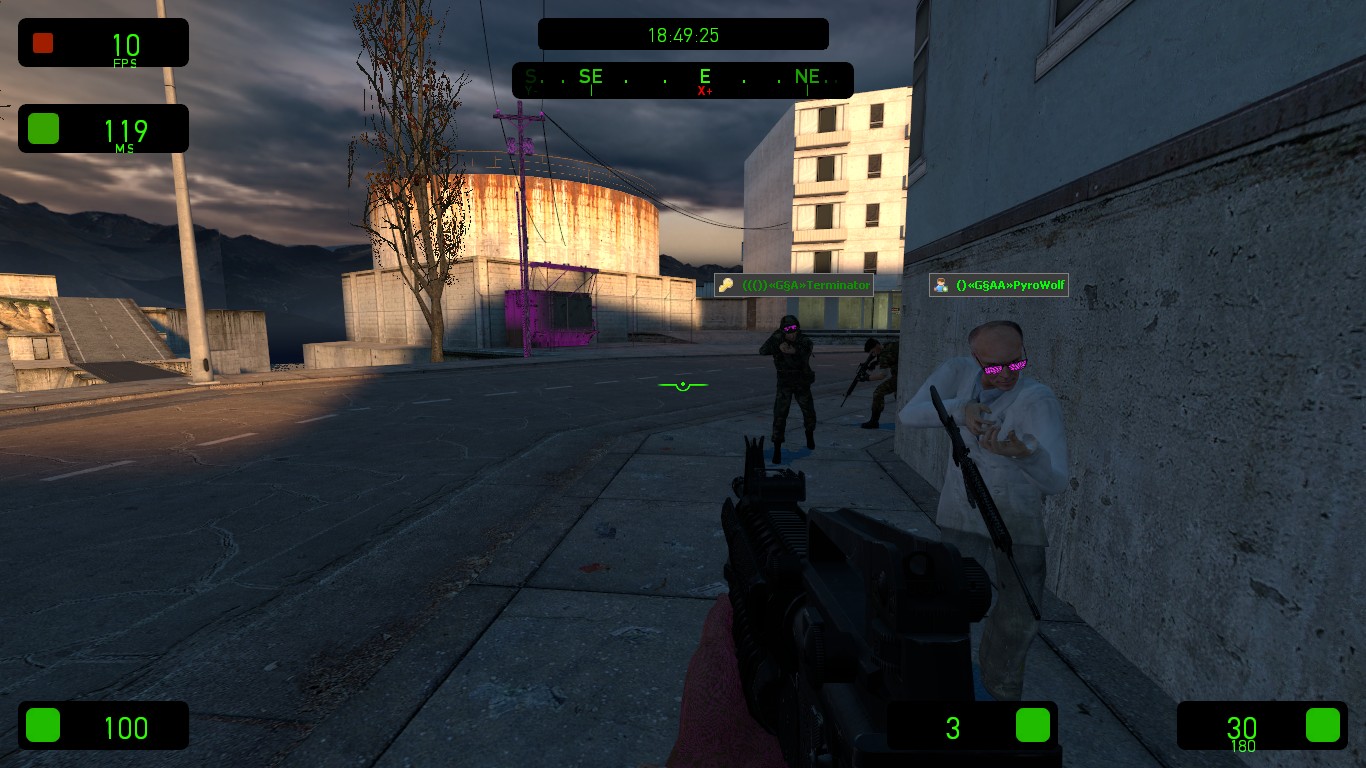 10
FPS
119
MS
18:49:25
S . . SE . . E . . NE . .
X+
((())«G§A»Terminator
()«G§AA»PyroWolf
100
3
30
180